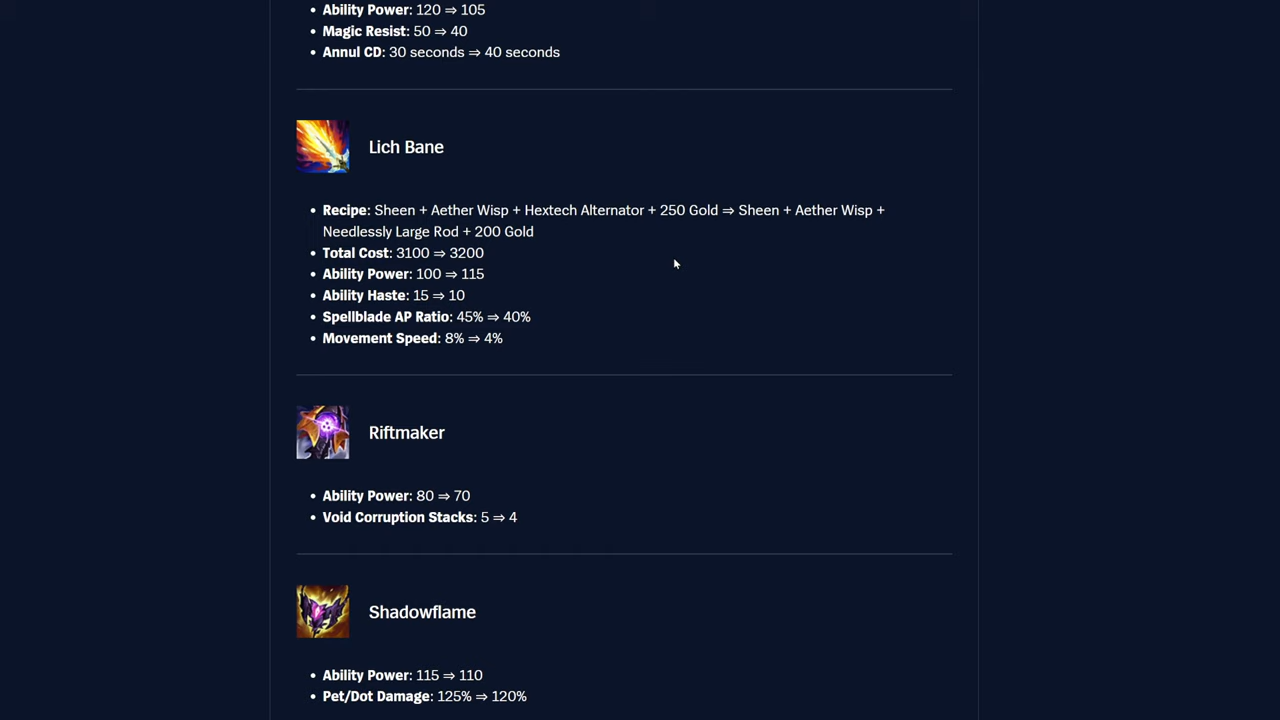 Ability Power: 120 ⇒ 105
Magic Resist: 50 ⇒ 40
Annul CD: 30 seconds ⇒ 40 seconds
Lich Bane
Recipe: Sheen + Aether Wisp + Hextech Alternator + 250 Gold ⇒ Sheen + Aether Wisp +
Needlessly Large Rod + 200 Gold
Total Cost: 3100 ⇒ 3200
Ability Power: 100 ⇒ 115
Ability Haste: 15 ⇒ 10
Spellblade AP Ratio: 45% ⇒ 40%
Movement Speed: 8% ⇒ 4%
Riftmaker
Ability Power: 80 ⇒ 70
Void Corruption Stacks: 5 ⇒ 4
Shadowflame
Ability Power: 115 ⇒ 110
Pet/Dot Damage: 125% ⇒ 120%